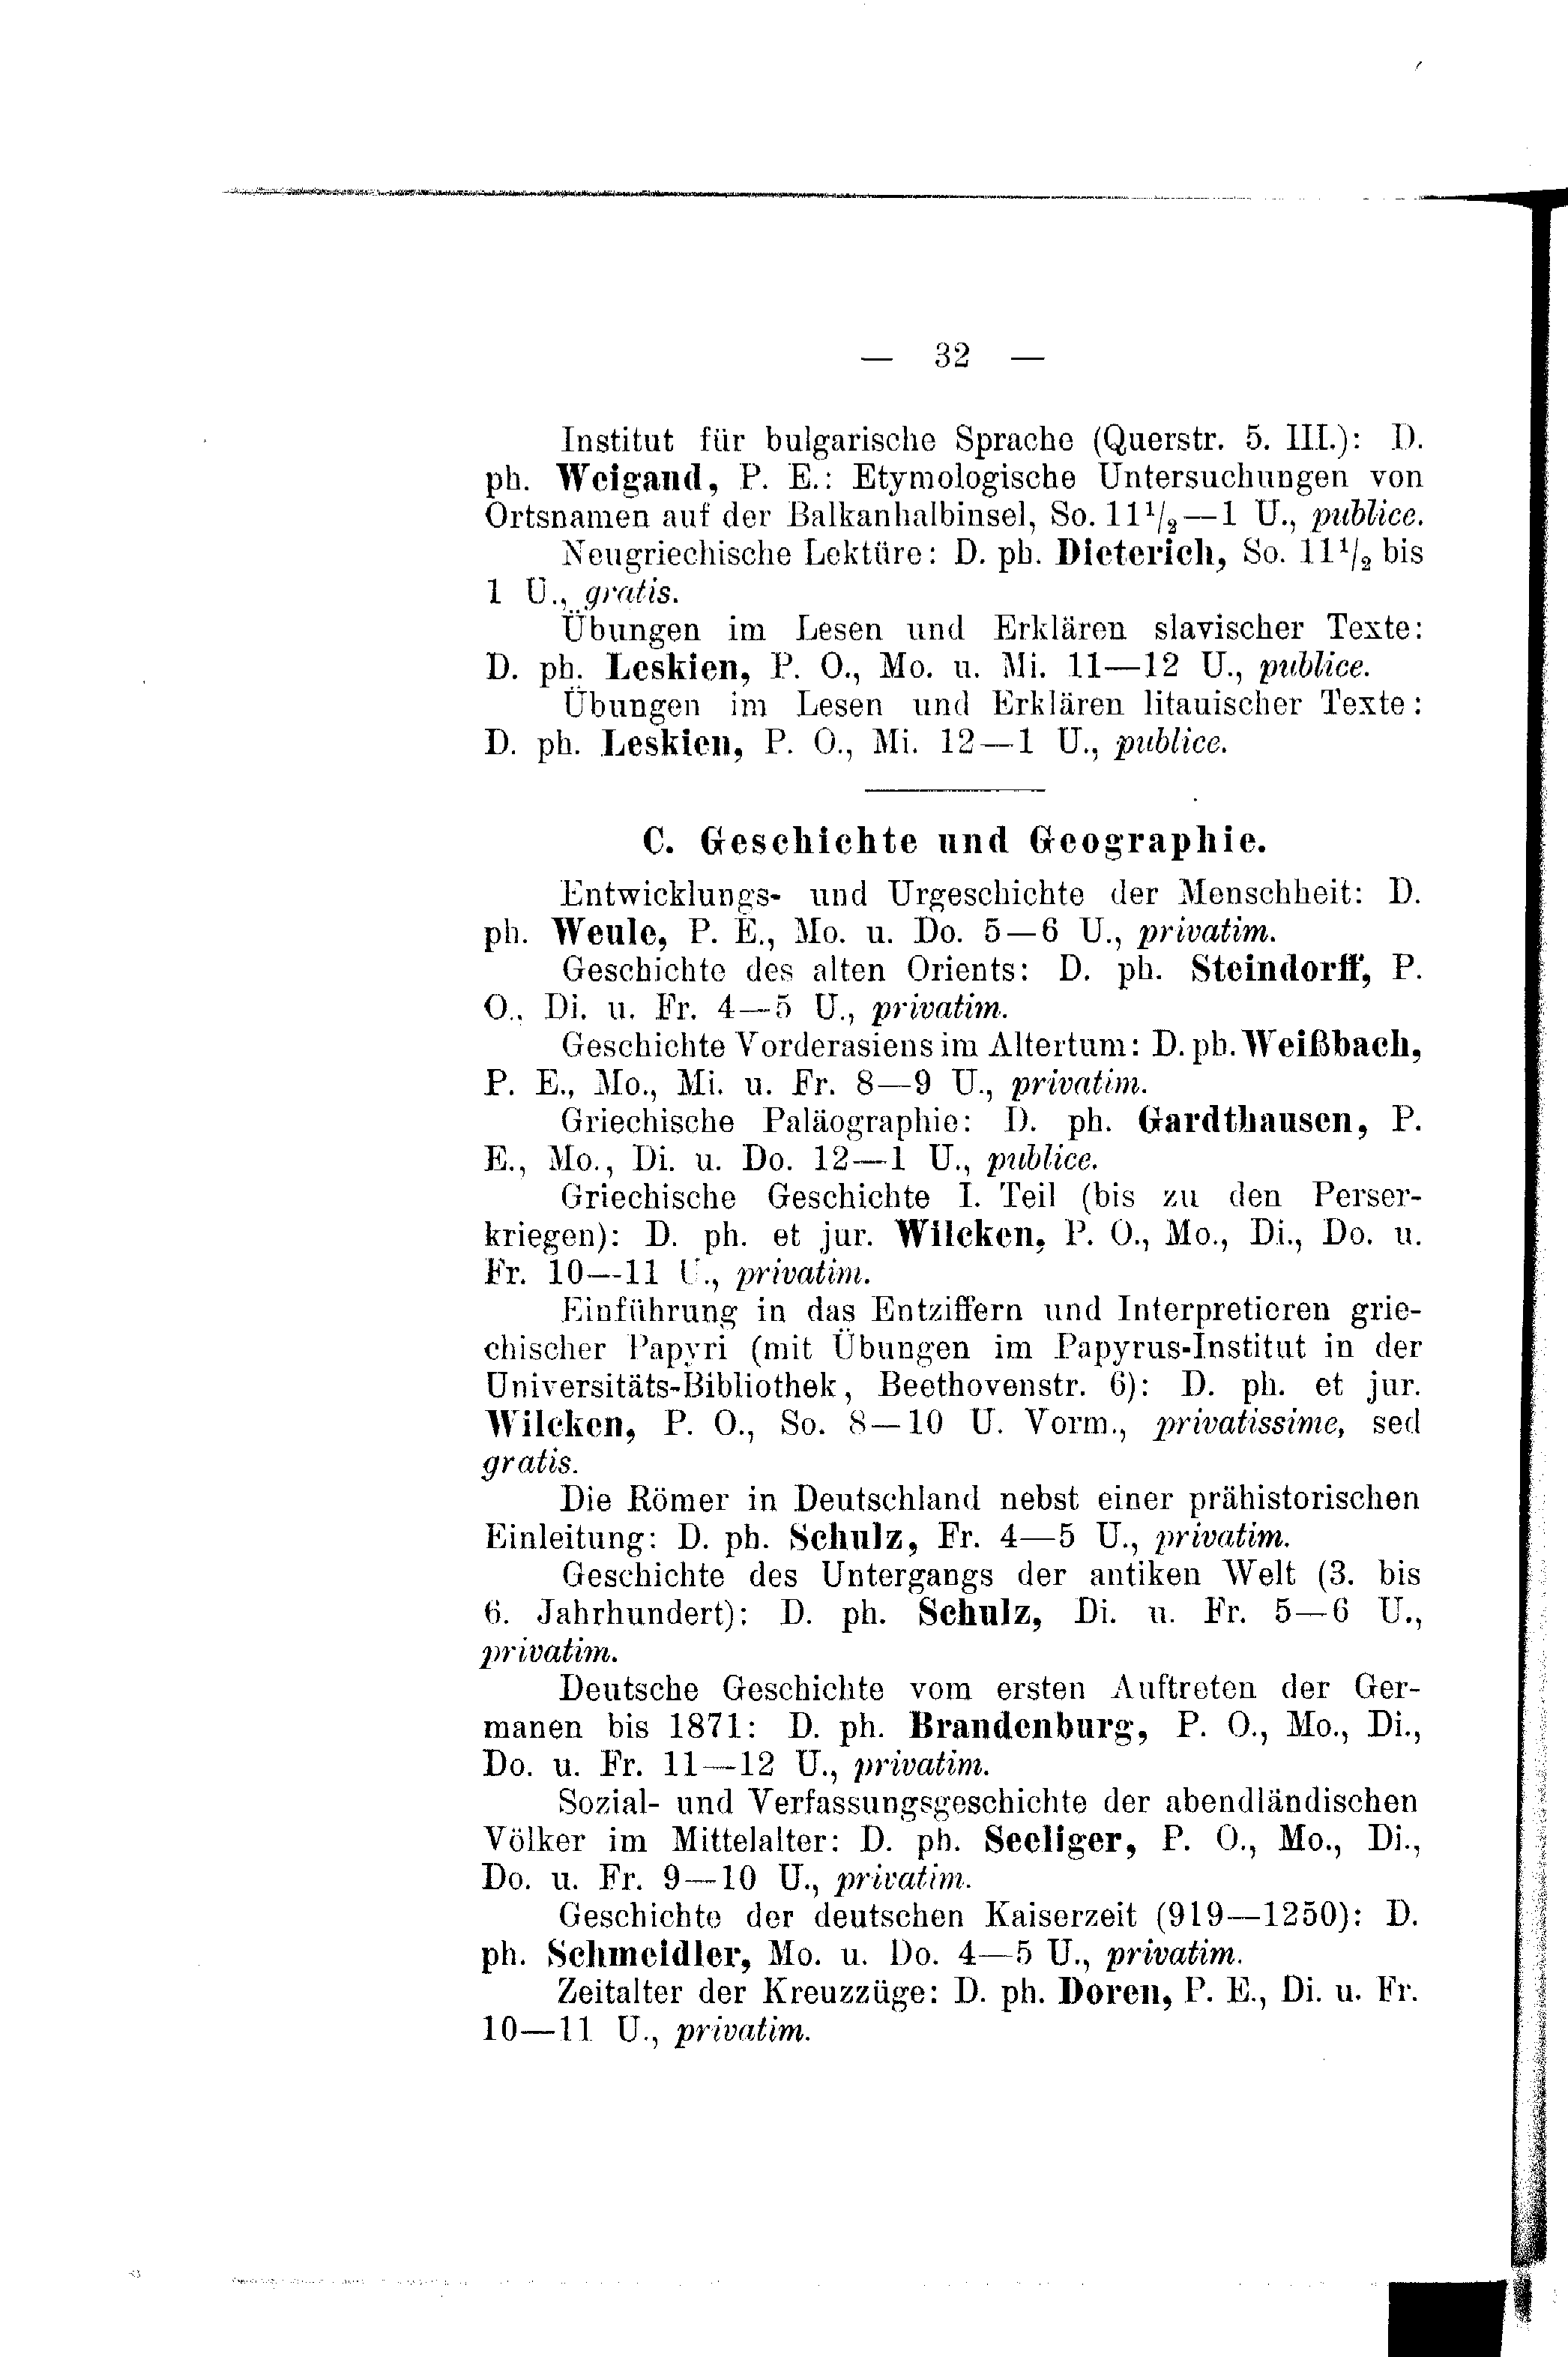 — 32 —
Institut für bulgarische Sprache (Querstr. 5. III.): D.
ph. Weigand, P. E.: Etymologische Untersuchungen von
Ortsnamen auf der Balkanhalbinsel, So. 11¹/₂—1 U., publice.
Neugriechische Lektüre: D. ph. Dieterich, So. 11¹/₂ bis
1 U., gratis.
Übungen im Lesen und Erklären slavischer Texte:
D. ph. Leskien, P. O., Mo. u. Mi. 11—12 U., publice.
Übungen im Lesen und Erklären litauischer Texte:
D. ph. Leskien, P. O., Mi. 12—1 U., publice.
C. Geschichte und Geographie.
Entwicklungs- und Urgeschichte der Menschheit: D.
ph. Weule, P. E., Mo. u. Do. 5—6 U., privatim.
Geschichte des alten Orients: D. ph. Steindorff, P.
O., Di. u. Fr. 4—5 U., privatim.
Geschichte Vorderasiens im Altertum: D. ph. Weißbach,
P. E., Mo., Mi. u. Fr. 8—9 U., privatim.
Griechische Paläographie: D. ph. Gardthausen, P.
E., Mo., Di. u. Do. 12—1 U., publice.
Griechische Geschichte I. Teil (bis zu den Perser-
kriegen): D. ph. et jur. Wilcken, P. O., Mo., Di., Do. u.
Fr. 10—11 U., privatim.
Einführung in das Entziffern und Interpretieren grie-
chischer Papyri (mit Übungen im Papyrus-Institut in der
Universitäts-Bibliothek, Beethovenstr. 6): D. ph. et jur.
Wilcken, P. O., So. 8—10 U. Vorm., privatissime, sed
gratis.
Die Römer in Deutschland nebst einer prähistorischen
Einleitung: D. ph. Schulz, Fr. 4—5 U., privatim.
Geschichte des Untergangs der antiken Welt (3. bis
6. Jahrhundert): D. ph. Schulz, Di. u. Fr. 5—6 U.,
privatim.
Deutsche Geschichte vom ersten Auftreten der Ger-
manen bis 1871: D. ph. Brandenburg, P. O., Mo., Di.,
Do. u. Fr. 11—12 U., privatim.
Sozial- und Verfassungsgeschichte der abendländischen
Völker im Mittelalter: D. ph. Seeliger, P. O., Mo., Di.,
Do. u. Fr. 9—10 U., privatim.
Geschichte der deutschen Kaiserzeit (919—1250): D.
ph. Schmeidler, Mo. u. Do. 4—5 U., privatim.
Zeitalter der Kreuzzüge: D. ph. Doren, P. E., Di. u. Fr.
10—11 U., privatim.